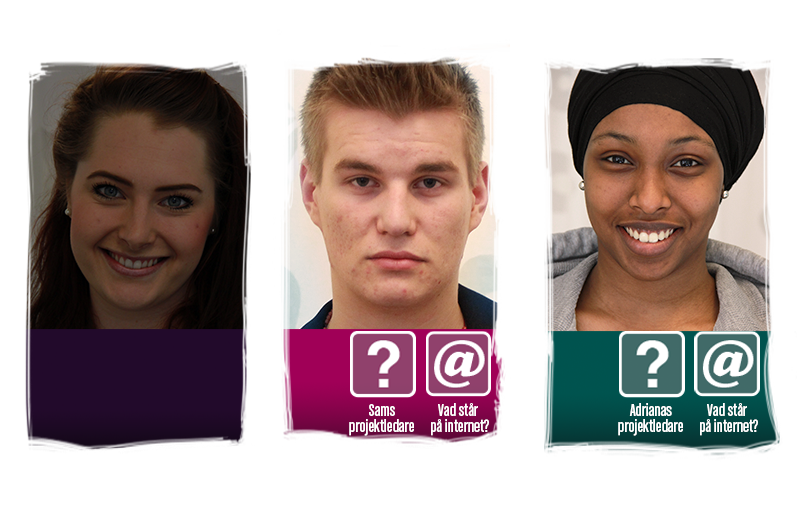 ?
@
Sams
projektledare
Vad står
på internet?
?
@
Adrianas
projektledare
Vad står
på internet?